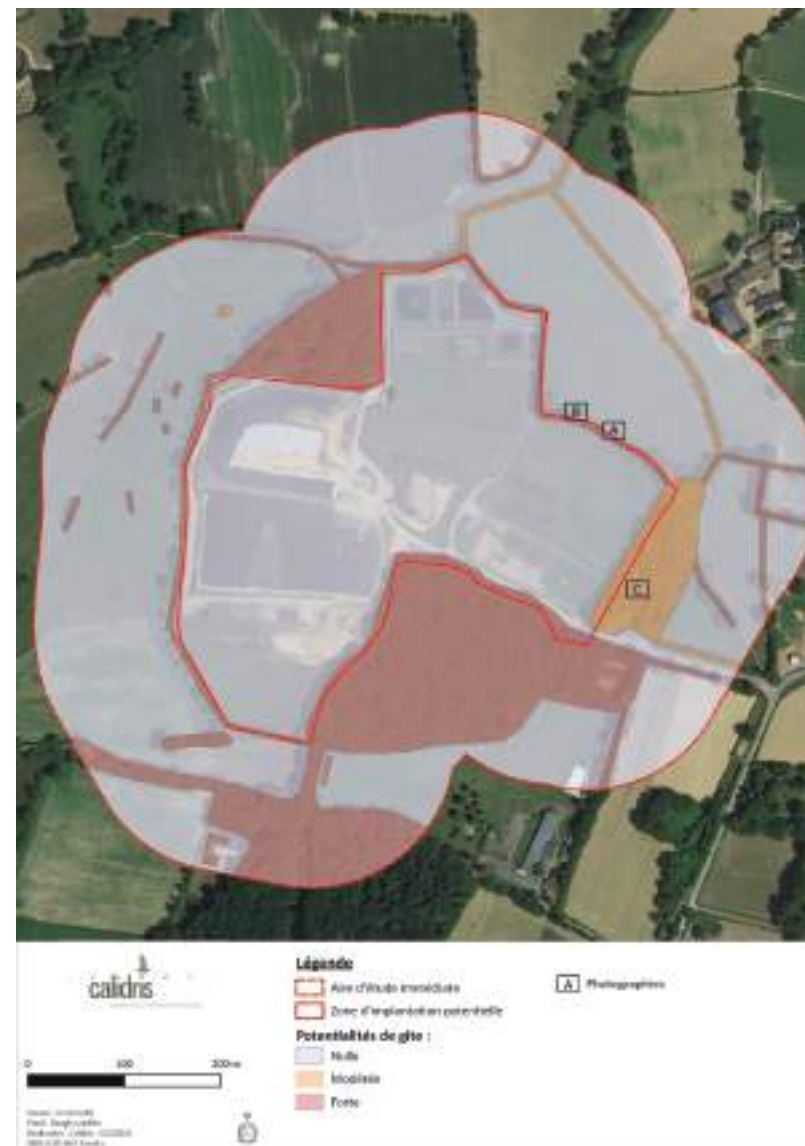 B
A
C
calidris
0 100 200 m
Légende
Aire d'étude immédiate
Zone d'implantation potentielle
Potentialités de gîte :
Nulle
Modérée
Forte
A Photographies